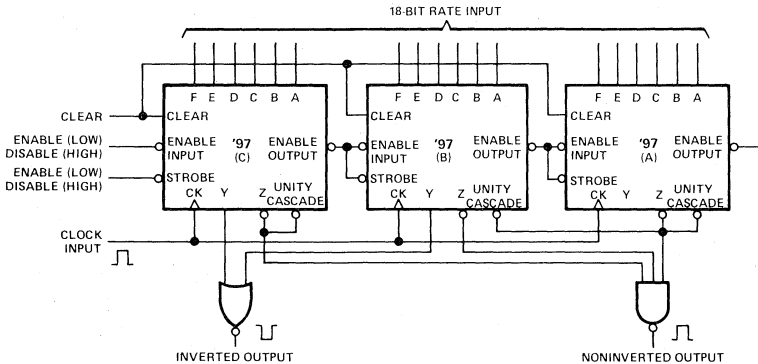 18-BIT RATE INPUT
F E D C B A
F E D C B A
F E D C B A
CLEAR
CLEAR
CLEAR
CLEAR
ENABLE (LOW)
DISABLE (HIGH)
ENABLE
INPUT
'97
(C)
ENABLE
OUTPUT
ENABLE
INPUT
'97
(B)
ENABLE
OUTPUT
ENABLE
INPUT
'97
(A)
ENABLE
OUTPUT
ENABLE (LOW)
DISABLE (HIGH)
STROBE
STROBE
STROBE
CK Y Z UNITY
CASCADE
CK Y Z UNITY
CASCADE
CK Y Z UNITY
CASCADE
CLOCK
INPUT
INVERTED OUTPUT
NONINVERTED OUTPUT